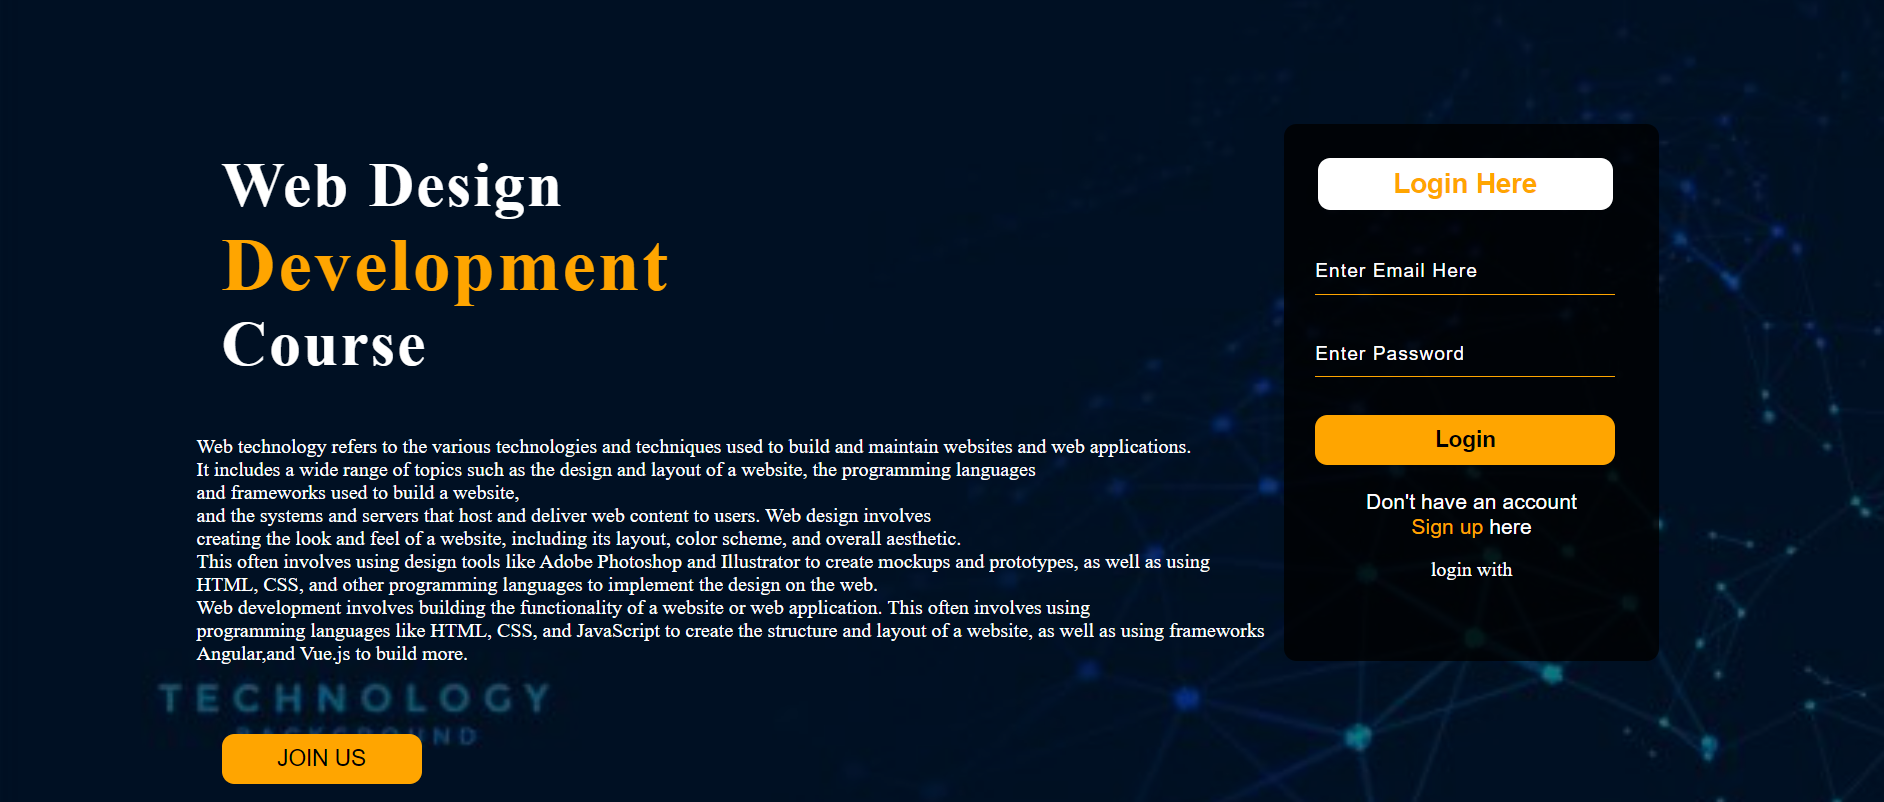 Web Design
Development
Course
Web technology refers to the various technologies and techniques used to build and maintain websites and web applications.
It includes a wide range of topics such as the design and layout of a website, the programming languages
and frameworks used to build a website,
and the systems and servers that host and deliver web content to users. Web design involves
creating the look and feel of a website, including its layout, color scheme, and overall aesthetic.
This often involves using design tools like Adobe Photoshop and Illustrator to create mockups and prototypes, as well as using
HTML, CSS, and other programming languages to implement the design on the web.
Web development involves building the functionality of a website or web application. This often involves using
programming languages like HTML, CSS, and JavaScript to create the structure and layout of a website, as well as using frameworks
Angular,and Vue.js to build more.
TECHNOLOGY
BACKGROUND
JOIN US
Login Here
Enter Email Here
Enter Password
Login
Don't have an account
Sign up here
login with